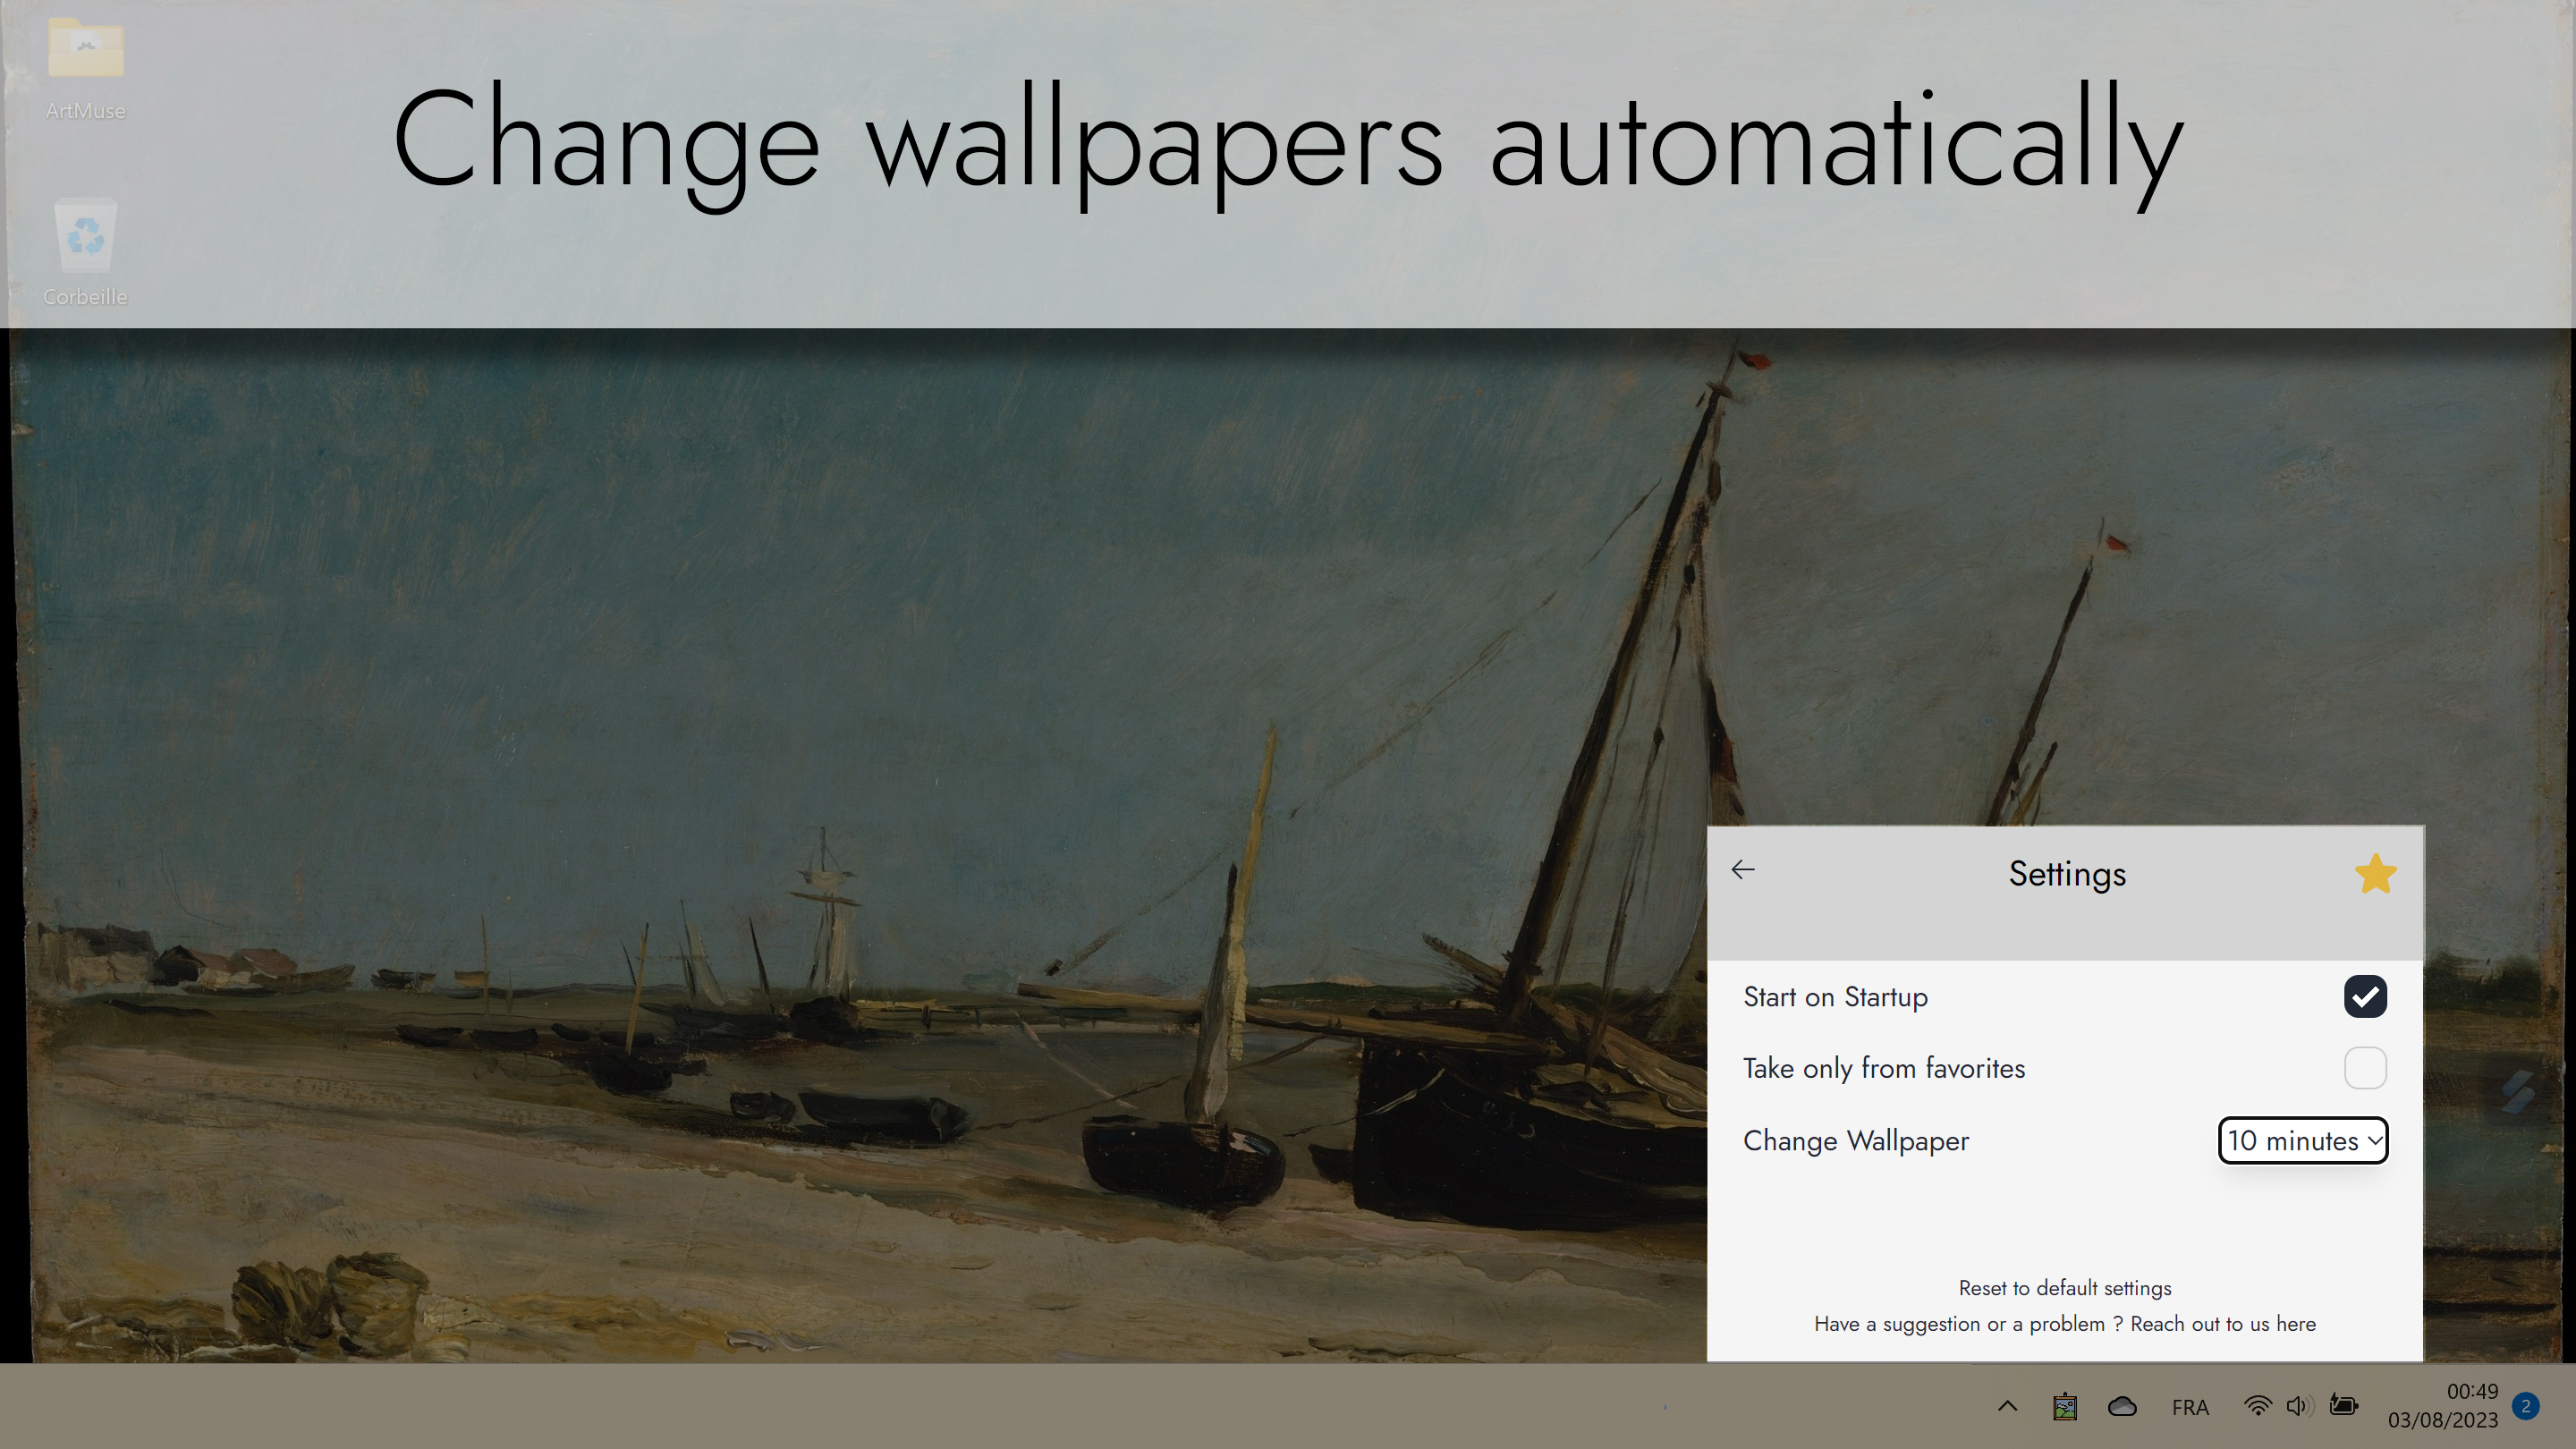 Change wallpapers automatically
ArtMuse
Corbeille
Settings
Start on Startup
Take only from favorites
Change Wallpaper
10 minutes
Reset to default settings
Have a suggestion or a problem ? Reach out to us here
FRA
00:49
03/08/2023
2